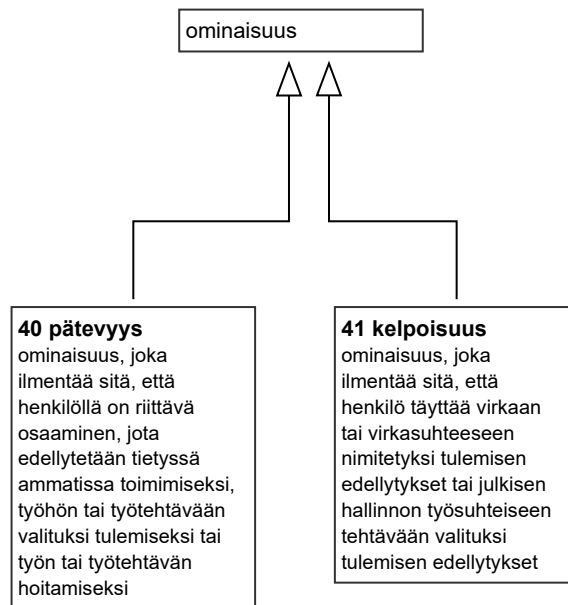 ominaisuus
40 pätevyys
ominaisuus, joka
ilmentää sitä, että
henkilöllä on riittävä
osaaminen, jota
edellytetään tietyssä
ammatissa toimimiseksi,
työhön tai työtehtävään
valituksi tulemiseksi tai
työn tai työtehtävän
hoitamiseksi
41 kelpoisuus
ominaisuus, joka
ilmentää sitä, että
henkilö täyttää virkaan
tai virkasuhteeseen
nimitetyksi tulemisen
edellytykset tai julkisen
hallinnon työsuhteiseen
tehtävään valituksi
tulemisen edellytykset